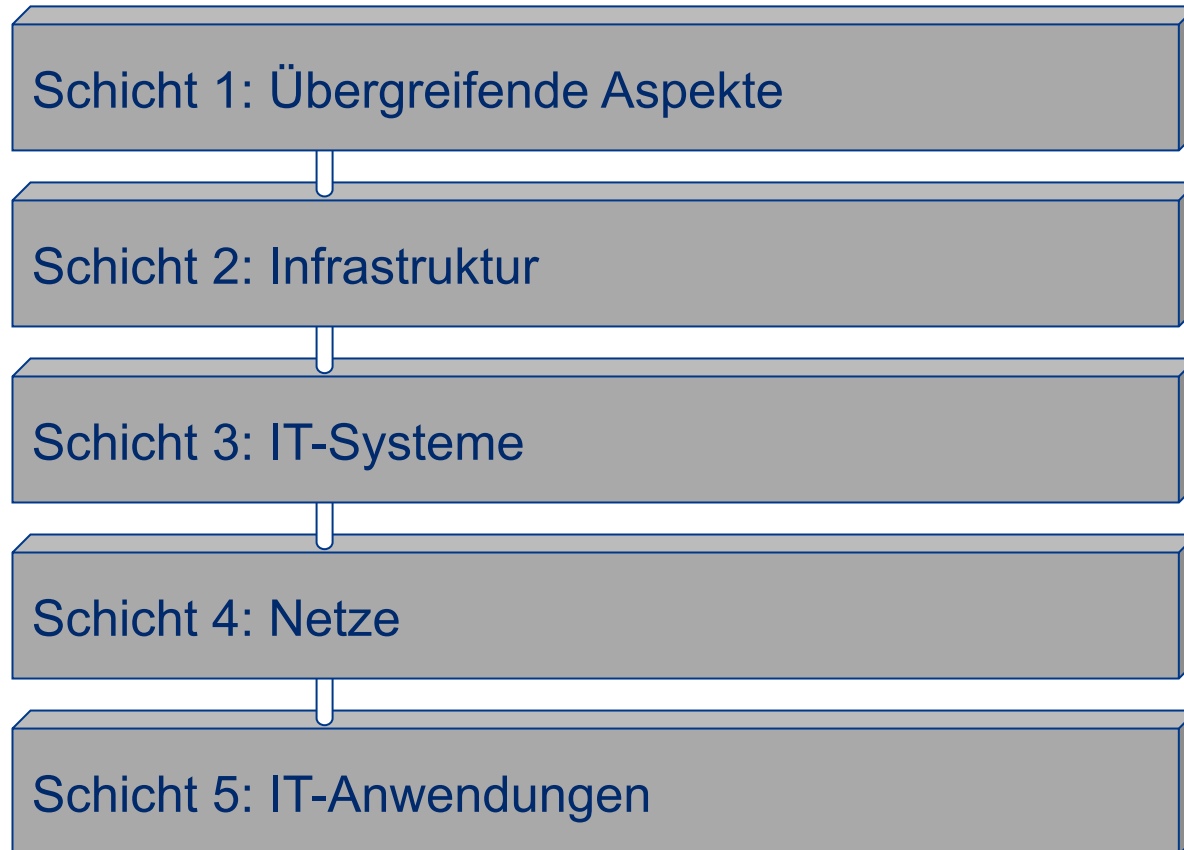 Schicht 1: Übergreifende Aspekte
Schicht 2: Infrastruktur
Schicht 3: IT-Systeme
Schicht 4: Netze
Schicht 5: IT-Anwendungen